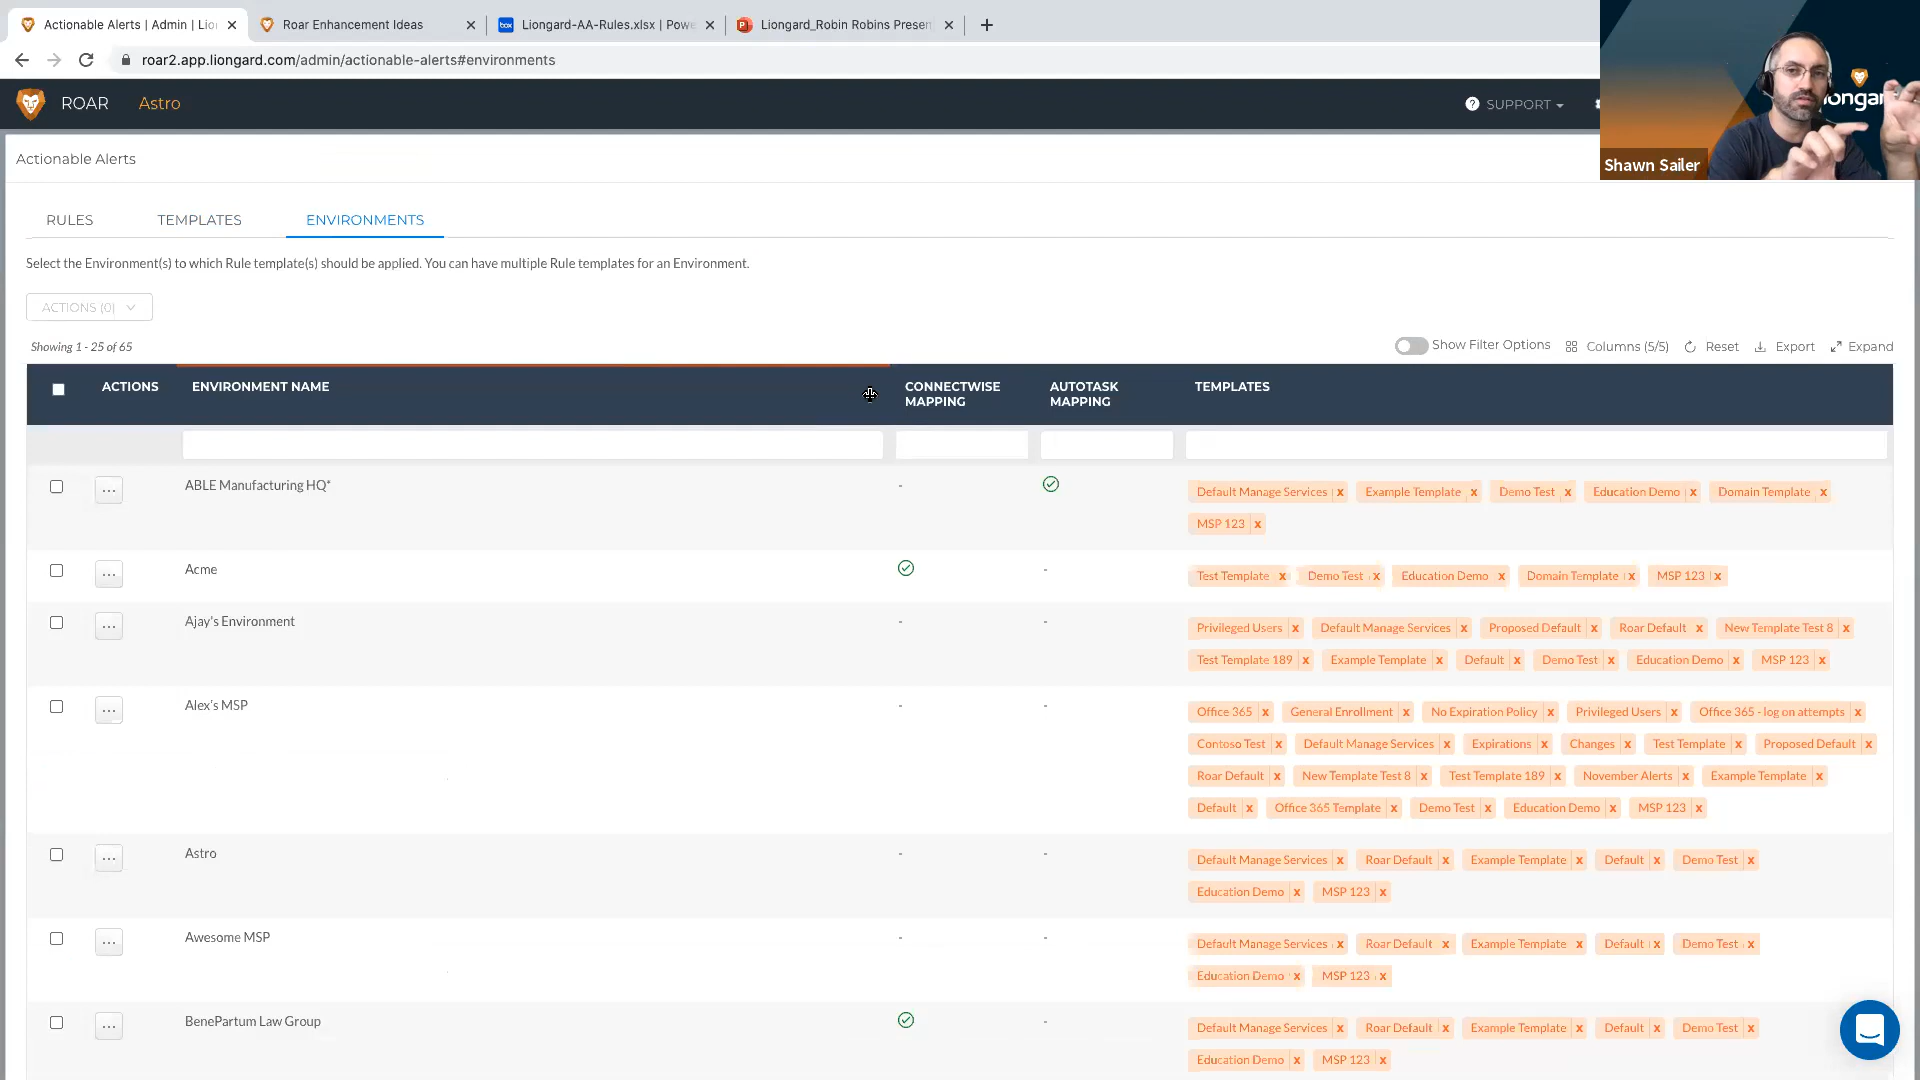 Actionable Alerts | Admin | Lio
Roar Enhancement Ideas
box
Liongard-AA-Rules.xlsx | Powe
P
Liongard_Robin Robins Present
roar2.app.liongard.com/admin/actionable-alerts#environments
ROAR
Astro
SUPPORT
Shawn Sailer
Actionable Alerts
RULES
TEMPLATES
ENVIRONMENTS
Select the Environment(s) to which Rule template(s) should be applied. You can have multiple Rule templates for an Environment.
ACTIONS (0)
Showing 1 - 25 of 65
Show Filter Options
Columns (5/5)
Reset
Export
Expand
ACTIONS
ENVIRONMENT NAME
CONNECTWISE
MAPPING
AUTOTASK
MAPPING
TEMPLATES
ABLE Manufacturing HQ*
-
Default Manage Services x Example Template x Demo Test x Education Demo x Domain Template x
MSP 123 x
Acme
-
Test Template x Demo Test x Education Demo x Domain Template x MSP 123 x
Ajay's Environment
- -
Privileged Users x Default Manage Services x Proposed Default x Roar Default x New Template Test 8 x
Test Template 189 x Example Template x Default x Demo Test x Education Demo x MSP 123 x
Alex's MSP
- -
Office 365 x General Enrollment x No Expiration Policy x Privileged Users x Office 365 - log on attempts x
Contoso Test x Default Manage Services x Expirations x Changes x Test Template x Proposed Default x
Roar Default x New Template Test 8 x Test Template 189 x November Alerts x Example Template x
Default x Office 365 Template x Demo Test x Education Demo x MSP 123 x
Astro
- -
Default Manage Services x Roar Default x Example Template x Default x Demo Test x
Education Demo x MSP 123 x
Awesome MSP
- -
Default Manage Services x Roar Default x Example Template x Default x Demo Test x
Education Demo x MSP 123 x
BenePartum Law Group
-
Default Manage Services x Roar Default x Example Template x Default x Demo Test x
Education Demo x MSP 123 x